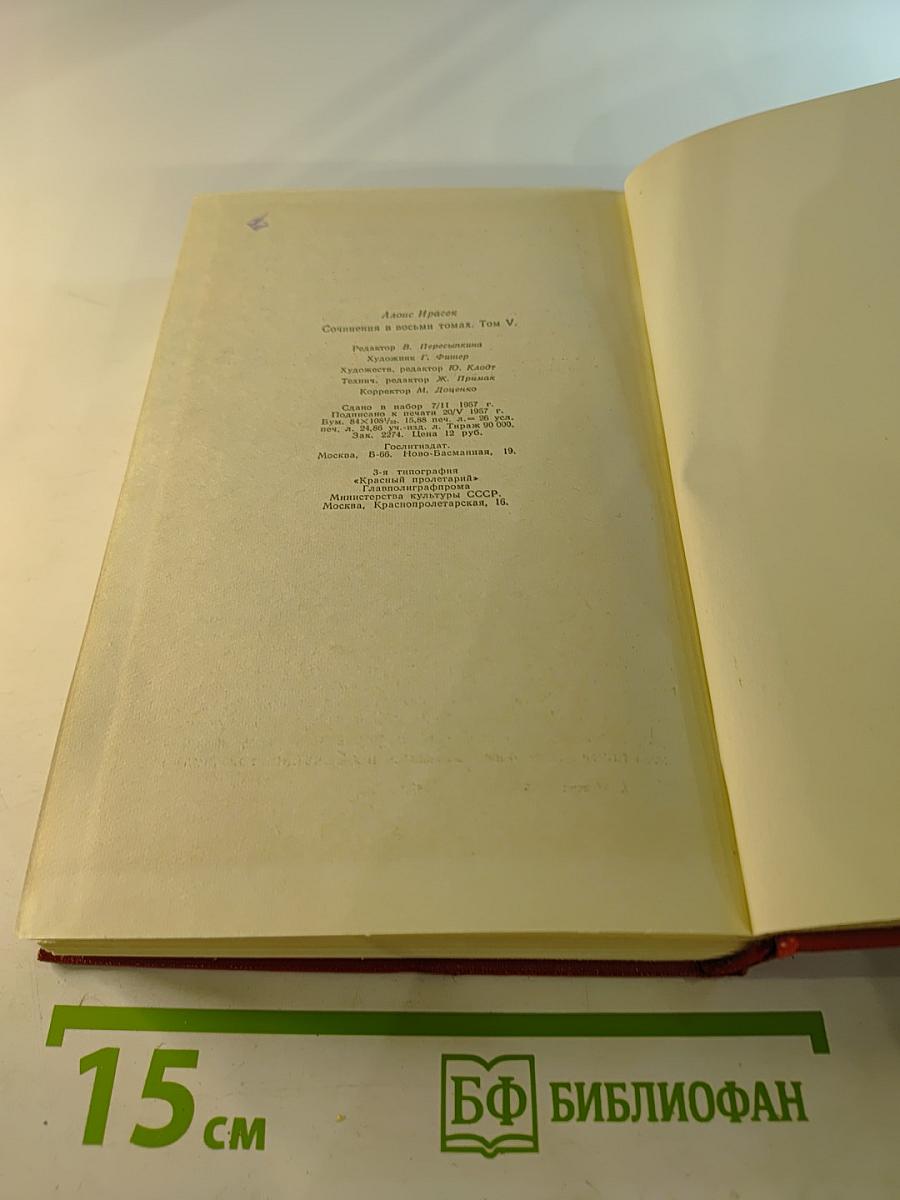 Алоис Ирасек
Сочинения в восьми томах. Том V.
Редактор В. Пересыпкина
Художник Г. Фишер
Художеств. редактор Ю. Клодт
Технич. редактор Ж. Примак
Корректор М. Доценко
Сдано в набор 7/II 1957 г.
Подписано к печати 20/V 1957 г.
Бум. 84×108¹/₃₂. 15,88 печ. л.= 26 усл.
печ. л. 24,86 уч.-изд. л. Тираж 90 000.
Зак. 2274. Цена 12 руб.
Гослитиздат.
Москва, Б-66. Ново-Басманная, 19.
3-я типография
«Красный пролетарий»
Главполиграфпрома
Министерства культуры СССР.
Москва, Краснопролетарская, 16.
15 см
БФ БИБЛИОФАН